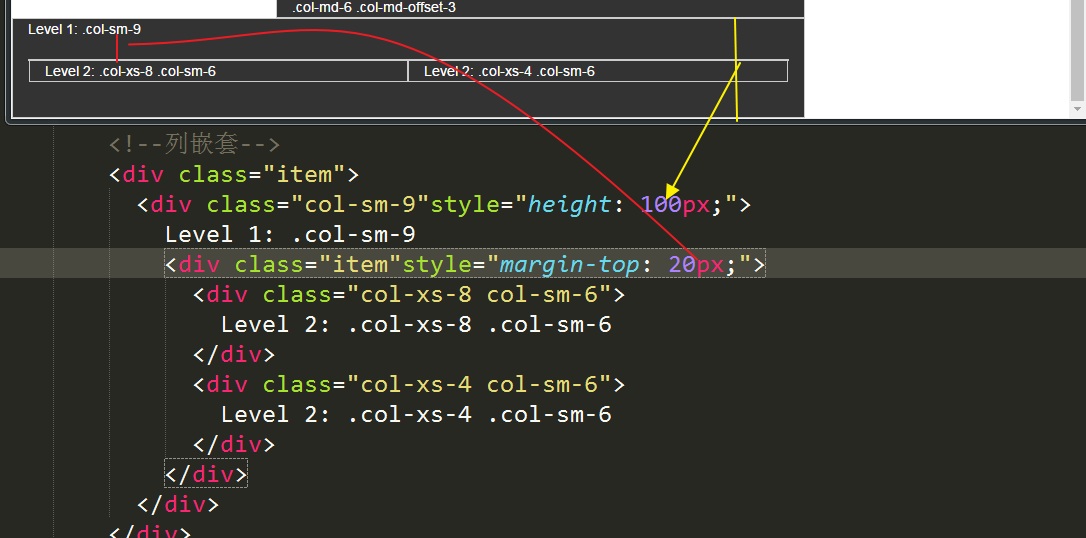 .col-md-6 .col-md-offset-3
Level 1: .col-sm-9
Level 2: .col-xs-8 .col-sm-6
Level 2: .col-xs-4 .col-sm-6
<!--列嵌套-->
<div class="item">
<div class="col-sm-9"style="height: 100px;">
Level 1: .col-sm-9
<div class="item"style="margin-top: 20px;">
<div class="col-xs-8 col-sm-6">
Level 2: .col-xs-8 .col-sm-6
</div>
<div class="col-xs-4 col-sm-6">
Level 2: .col-xs-4 .col-sm-6
</div>
</div>
</div>
</div>